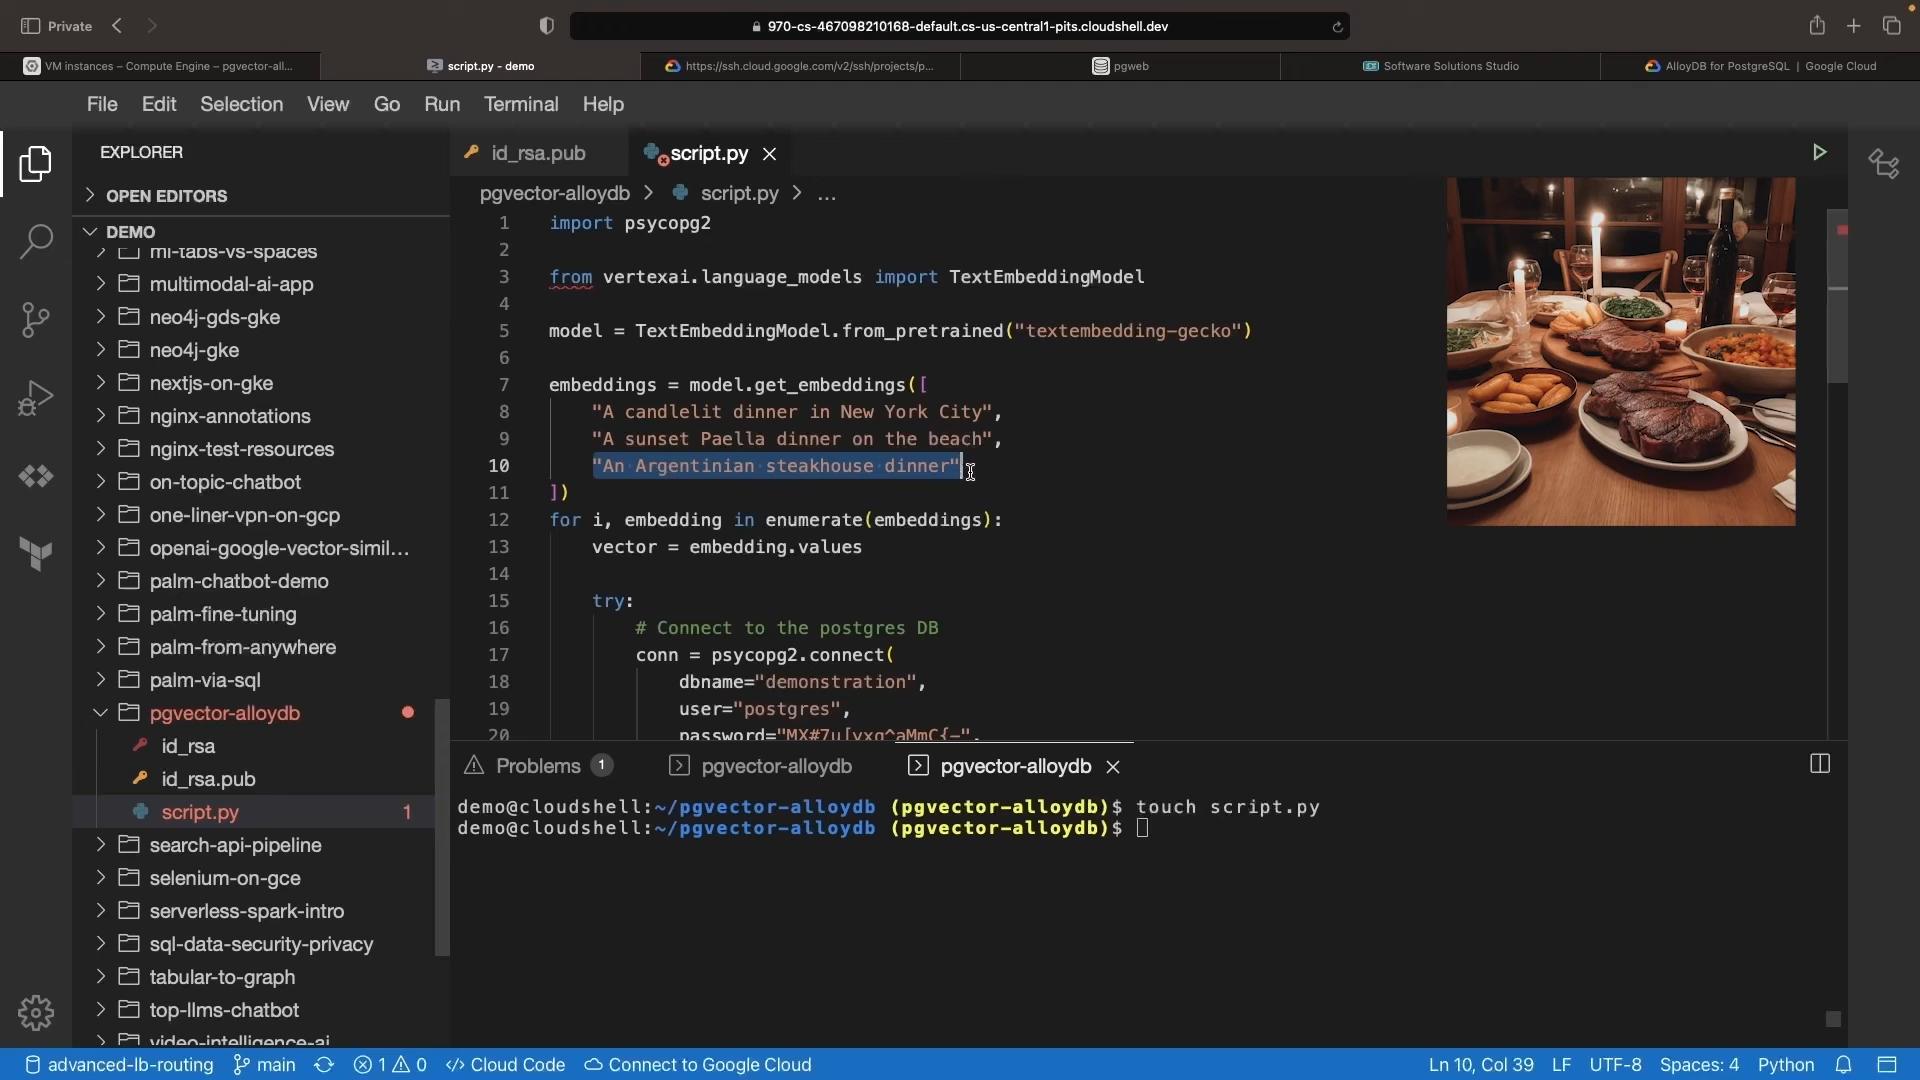 Private
970-cs-467098210168-default.cs-us-central1-pits.cloudshell.dev
VM instances – Compute Engine – pgvector-all...
script.py - demo
https://ssh.cloud.google.com/v2/ssh/projects/p...
pgweb
Software Solutions Studio
AlloyDB for PostgreSQL | Google Cloud
File Edit Selection View Go Run Terminal Help
EXPLORER
OPEN EDITORS
DEMO
ml-tabs-vs-spaces
multimodal-ai-app
neo4j-gds-gke
neo4j-gke
nextjs-on-gke
nginx-annotations
nginx-test-resources
on-topic-chatbot
one-liner-vpn-on-gcp
openai-google-vector-simil...
palm-chatbot-demo
palm-fine-tuning
palm-from-anywhere
palm-via-sql
pgvector-alloydb
id_rsa
id_rsa.pub
script.py 1
search-api-pipeline
selenium-on-gce
serverless-spark-intro
sql-data-security-privacy
tabular-to-graph
top-llms-chatbot
video-intelligence-ai
id_rsa.pub
script.py
pgvector-alloydb > script.py > ...
1 import psycopg2
2
3 from vertexai.language_models import TextEmbeddingModel
4
5 model = TextEmbeddingModel.from_pretrained("textembedding-gecko")
6
7 embeddings = model.get_embeddings([
8 "A candlelit dinner in New York City",
9 "A sunset Paella dinner on the beach",
10 "An Argentinian steakhouse dinner"
11 ])
12 for i, embedding in enumerate(embeddings):
13 vector = embedding.values
14
15 try:
16 # Connect to the postgres DB
17 conn = psycopg2.connect(
18 dbname="demonstration",
19 user="postgres",
20 password=
Problems 1
pgvector-alloydb
pgvector-alloydb
demo@cloudshell:~/pgvector-alloydb (pgvector-alloydb)$ touch script.py
demo@cloudshell:~/pgvector-alloydb (pgvector-alloydb)$
advanced-lb-routing main 1 0 Cloud Code Connect to Google Cloud
Ln 10, Col 39 LF UTF-8 Spaces: 4 Python